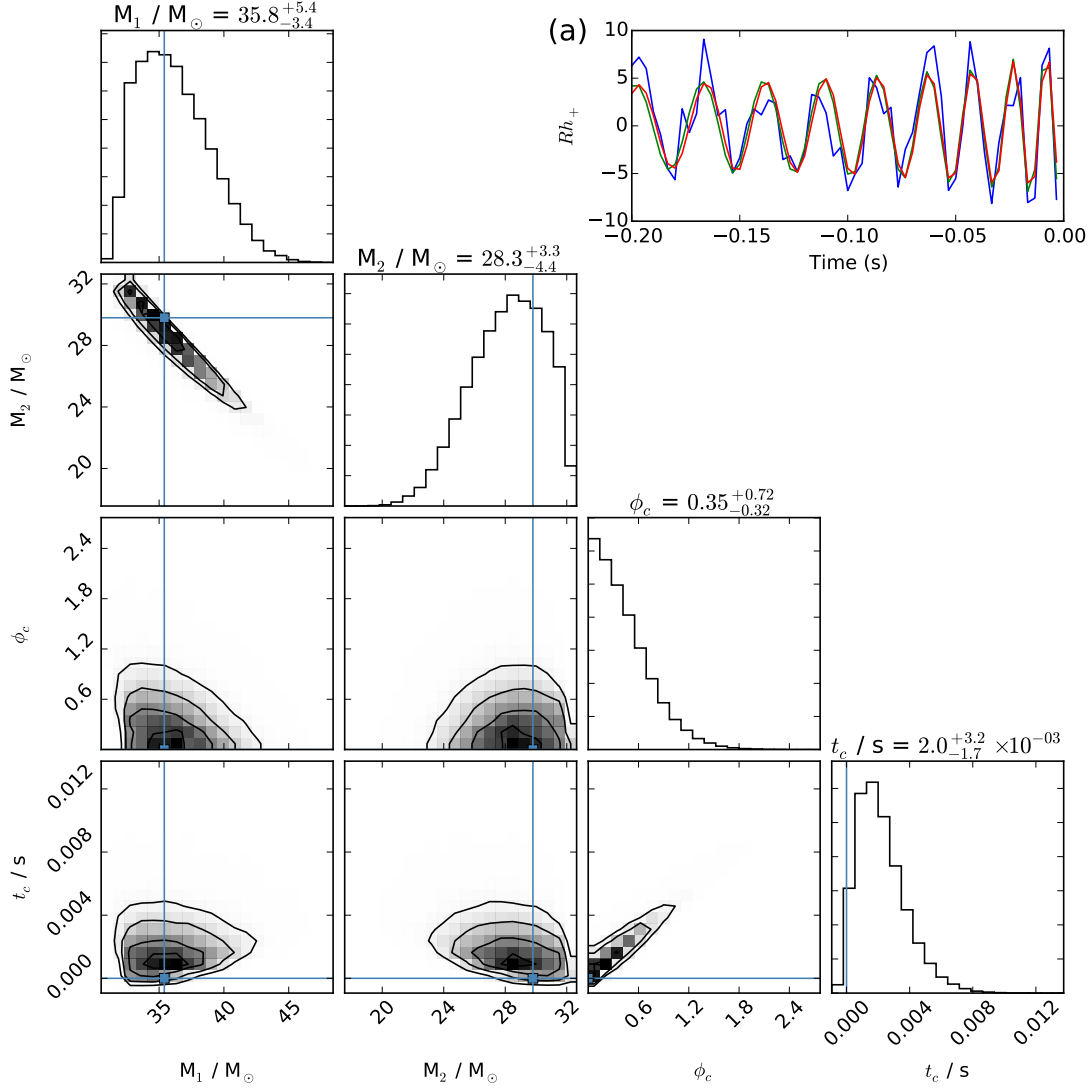 M₁ / M⊙ = 35.8 +5.4 −3.4
(a)
10
5
0
−5
−10
Rh₊
−0.20 −0.15 −0.10 −0.05 0.00
Time (s)
M₂ / M⊙ = 28.3 +3.3 −4.4
32
28
24
20
M₂ / M⊙
ϕ_c = 0.35 +0.72 −0.32
2.4
1.8
1.2
0.6
ϕ_c
t_c / s = 2.0 +3.2 −1.7 ×10⁻⁰³
0.012
0.008
0.004
0.000
t_c / s
35 40 45
M₁ / M⊙
20 24 28 32
M₂ / M⊙
0.6 1.2 1.8 2.4
ϕ_c
0.000 0.004 0.008 0.012
t_c / s